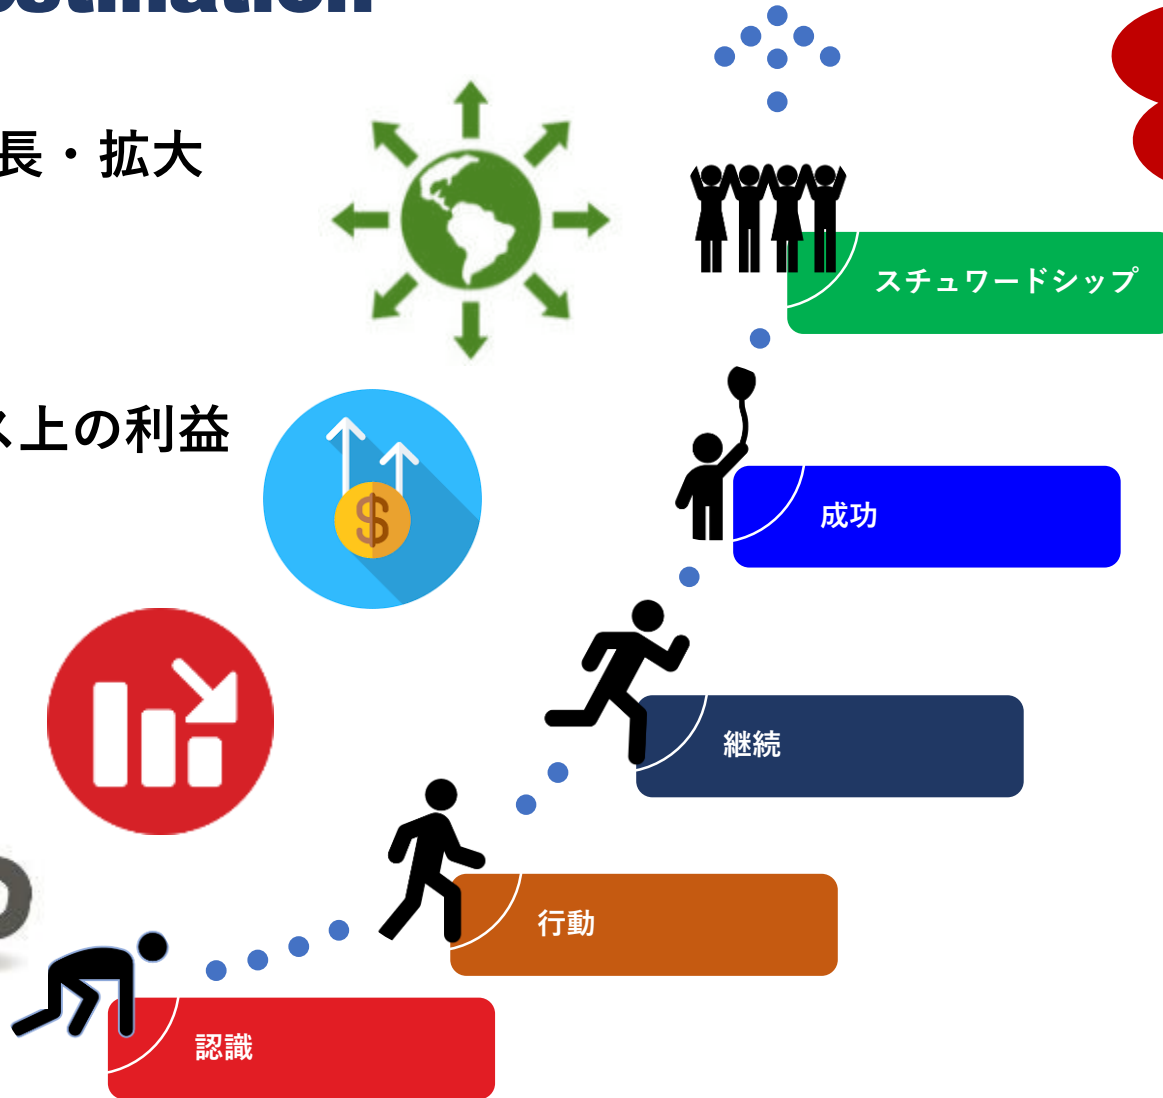 長・拡大
スチュワードシップ
ス上の利益
成功
継続
行動
認識